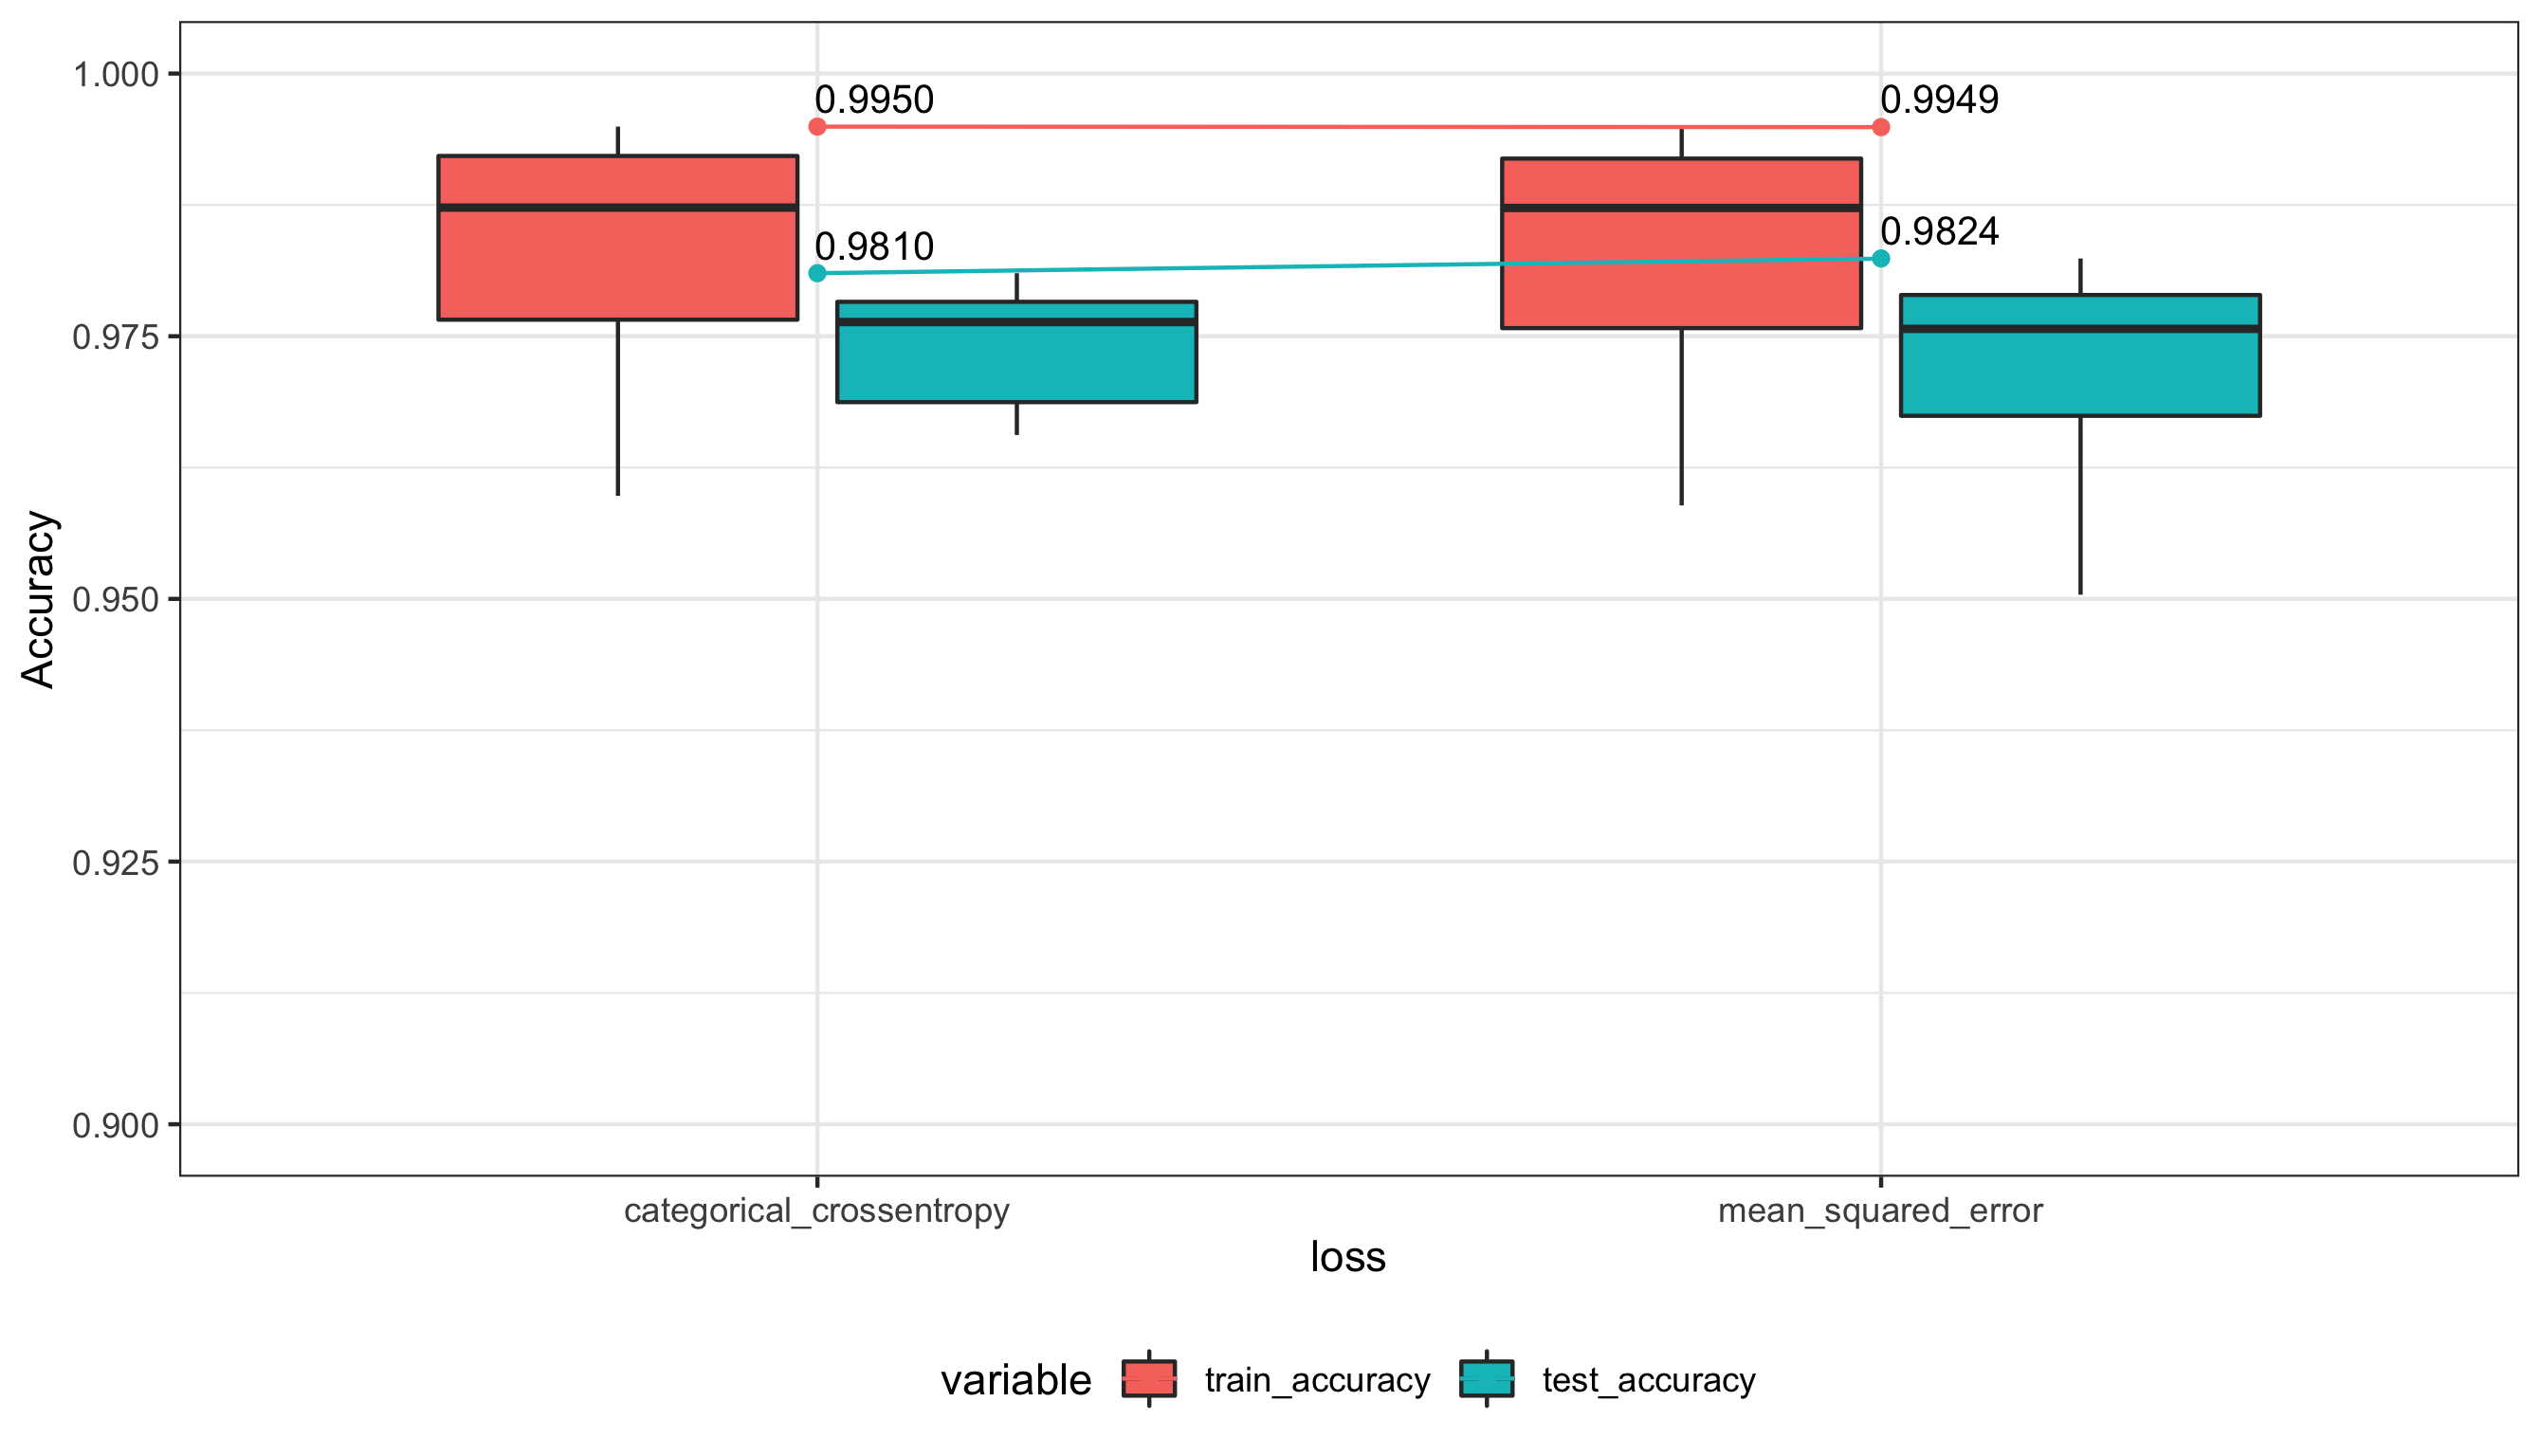 1.000
0.975
0.950
0.925
0.900
Accuracy
0.9950
0.9949
0.9810
0.9824
categorical_crossentropy
mean_squared_error
loss
variable train_accuracy test_accuracy